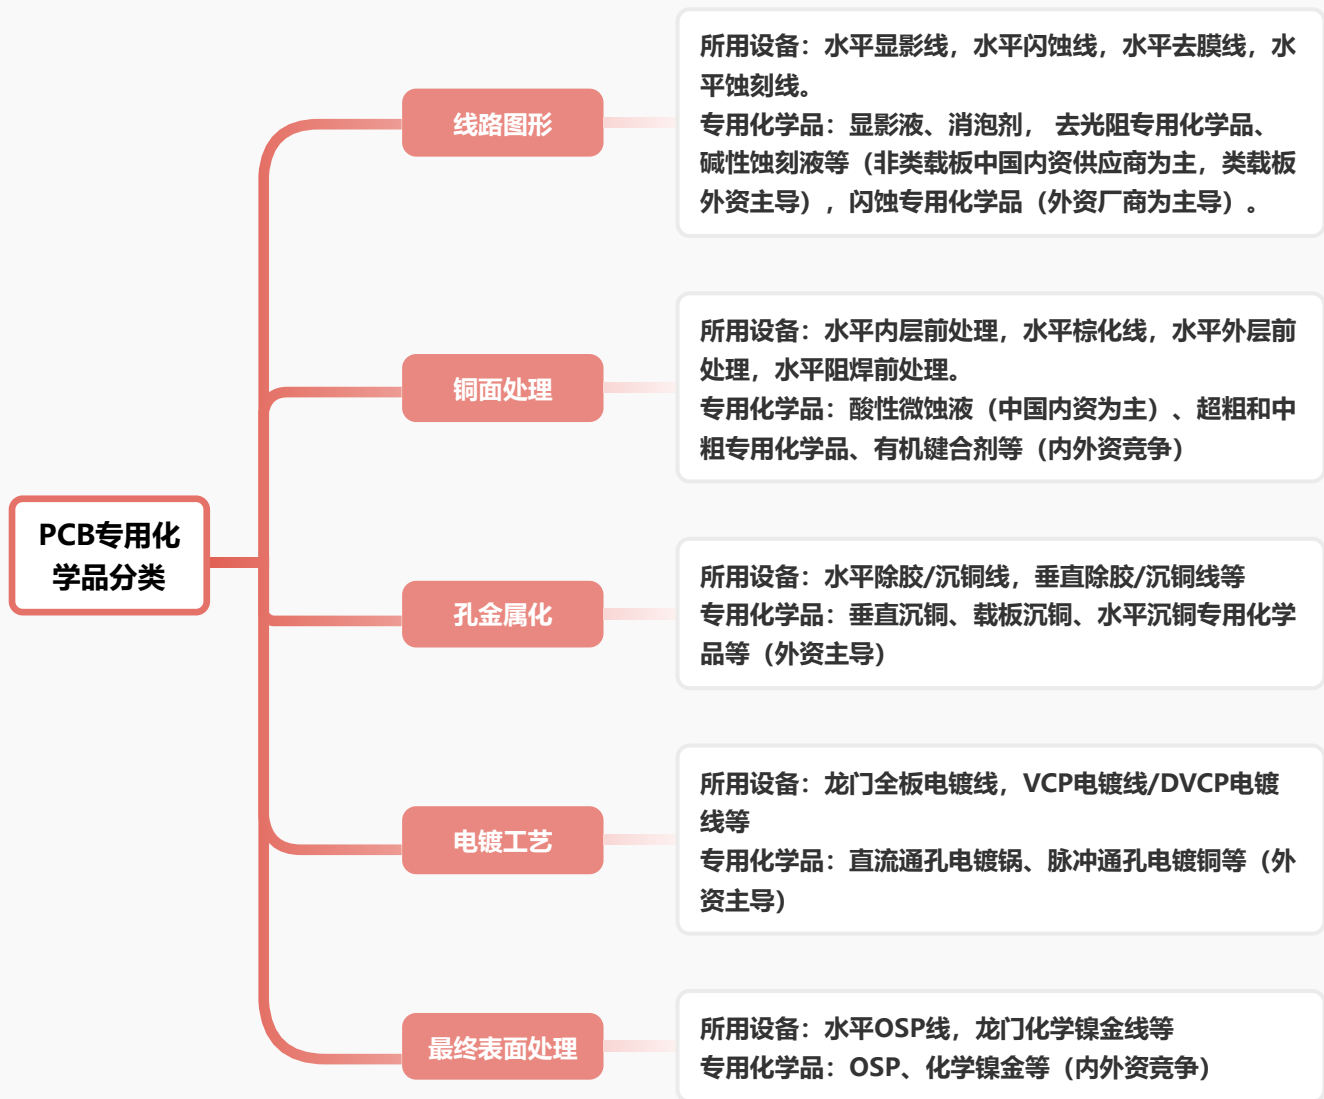 PCB专用化
学品分类
线路图形
所用设备：水平显影线，水平闪蚀线，水平去膜线，水
平蚀刻线。
专用化学品：显影液、消泡剂， 去光阻专用化学品、
碱性蚀刻液等（非类载板中国内资供应商为主，类载板
外资主导），闪蚀专用化学品（外资厂商为主导）。
铜面处理
所用设备：水平内层前处理，水平棕化线，水平外层前
处理，水平阻焊前处理。
专用化学品：酸性微蚀液（中国内资为主）、超粗和中
粗专用化学品、有机键合剂等（内外资竞争）
孔金属化
所用设备：水平除胶/沉铜线，垂直除胶/沉铜线等
专用化学品：垂直沉铜、载板沉铜、水平沉铜专用化学
品等（外资主导）
电镀工艺
所用设备：龙门全板电镀线，VCP电镀线/DVCP电镀
线等
专用化学品：直流通孔电镀锅、脉冲通孔电镀铜等（外
资主导）
最终表面处理
所用设备：水平OSP线，龙门化学镍金线等
专用化学品：OSP、化学镍金等（内外资竞争）